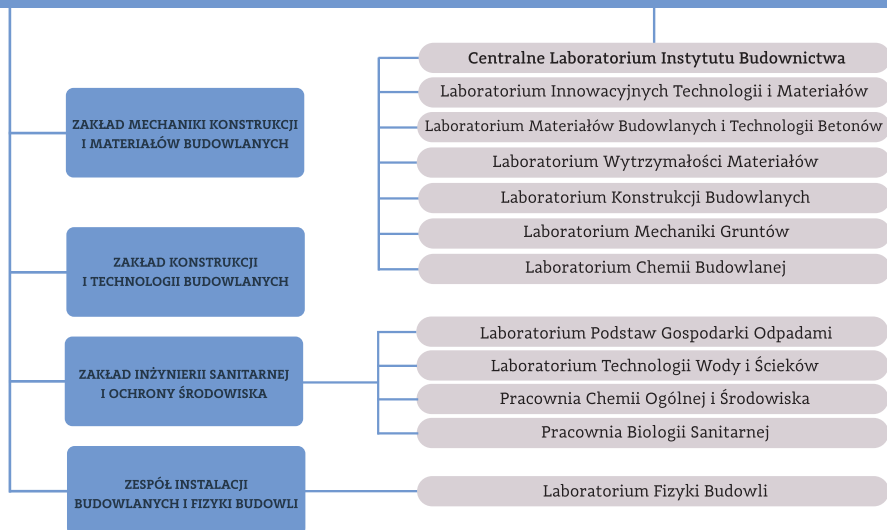 Centralne Laboratorium Instytutu Budownictwa
Laboratorium Innowacyjnych Technologii i Materiałów
Laboratorium Materiałów Budowlanych i Technologii Betonów
Laboratorium Wytrzymałości Materiałów
Laboratorium Konstrukcji Budowlanych
Laboratorium Mechaniki Gruntów
Laboratorium Chemii Budowlanej
ZAKŁAD MECHANIKI KONSTRUKCJI
I MATERIAŁÓW BUDOWLANYCH
ZAKŁAD KONSTRUKCJI
I TECHNOLOGII BUDOWLANYCH
ZAKŁAD INŻYNIERII SANITARNEJ
I OCHRONY ŚRODOWISKA
Laboratorium Podstaw Gospodarki Odpadami
Laboratorium Technologii Wody i Ścieków
Pracownia Chemii Ogólnej i Środowiska
Pracownia Biologii Sanitarnej
ZESPÓŁ INSTALACJI
BUDOWLANYCH I FIZYKI BUDOWLI
Laboratorium Fizyki Budowli